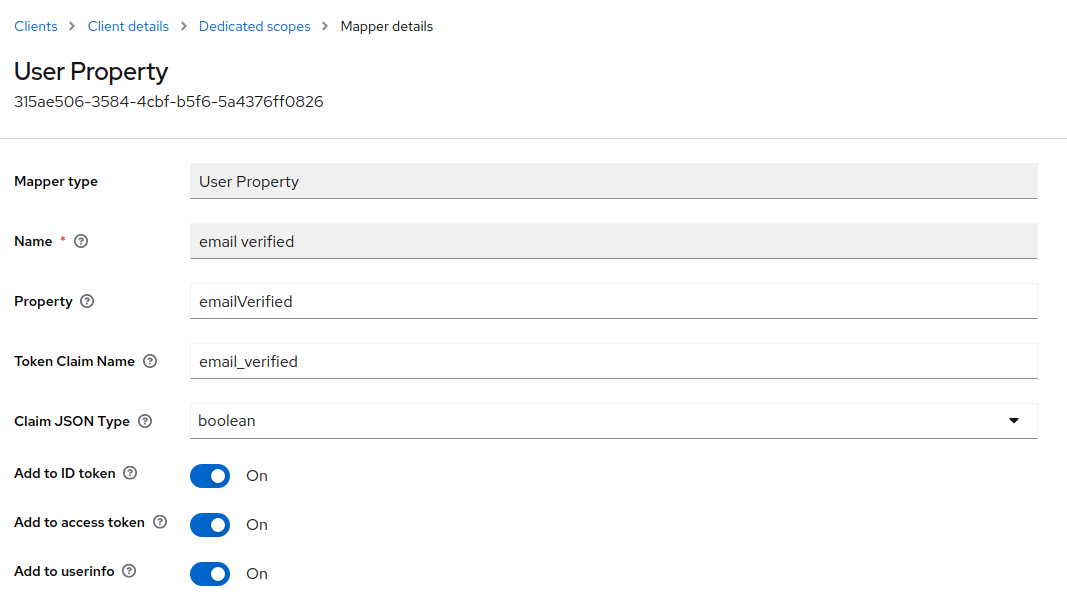 Clients > Client details > Dedicated scopes > Mapper details
User Property
315ae506-3584-4cbf-b5f6-5a4376ff0826
Mapper type User Property
Name * email verified
Property emailVerified
Token Claim Name email_verified
Claim JSON Type boolean
Add to ID token On
Add to access token On
Add to userinfo On